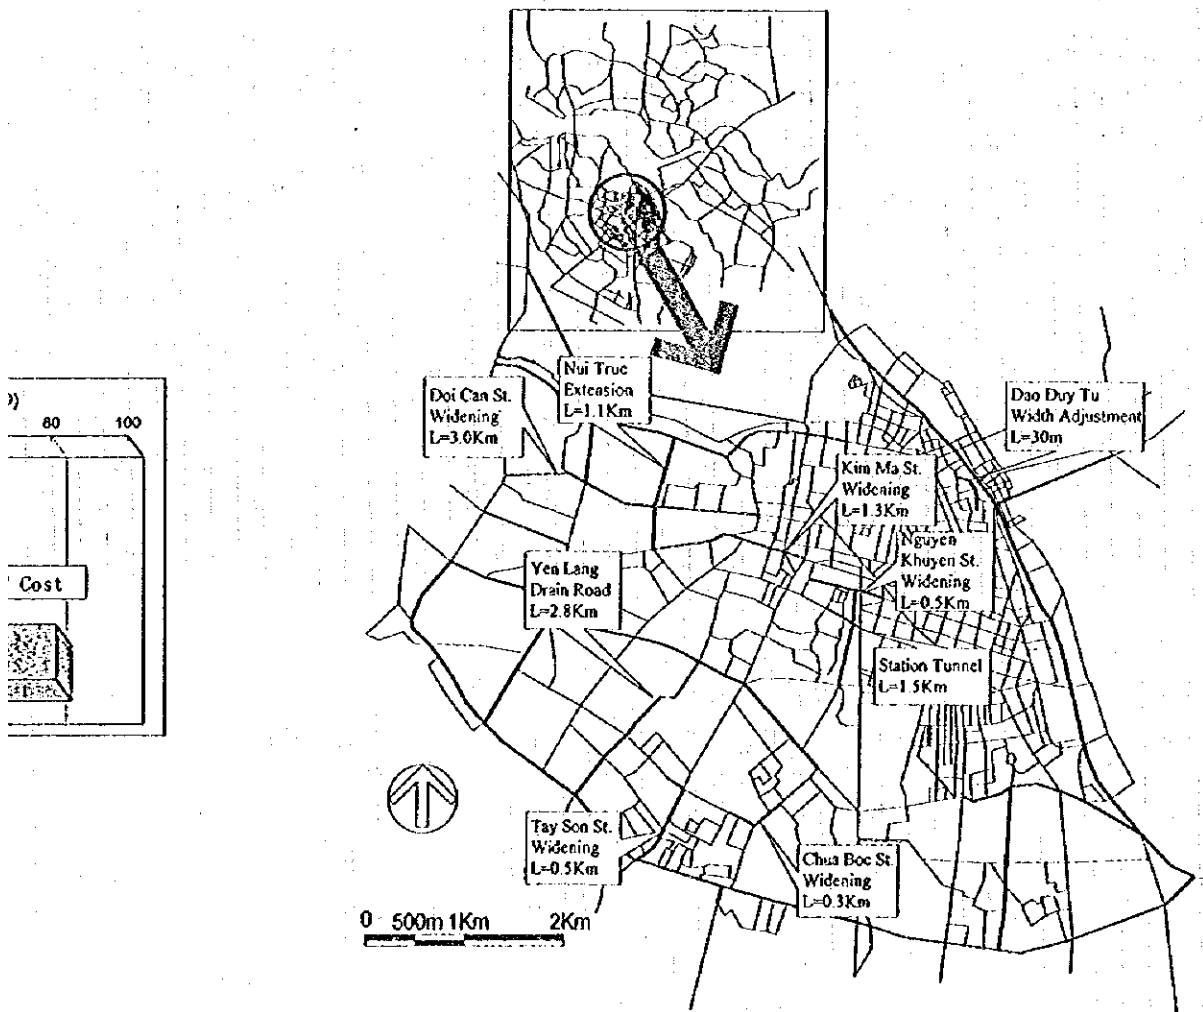 )
80
100
Cost
Nui Truc
Extension
L=1.1Km
Doi Can St.
Widening
L=3.0Km
Dao Duy Tu
Width Adjustment
L=30m
Kim Ma St.
Widening
L=1.3Km
Nguyen
Khuyen St.
Widening
L=0.5Km
Yen Lang
Drain Road
L=2.8Km
Station Tunnel
L=1.5Km
Tay Son St.
Widening
L=0.5Km
Chua Boc St.
Widening
L=0.3Km
0 500m 1Km 2Km